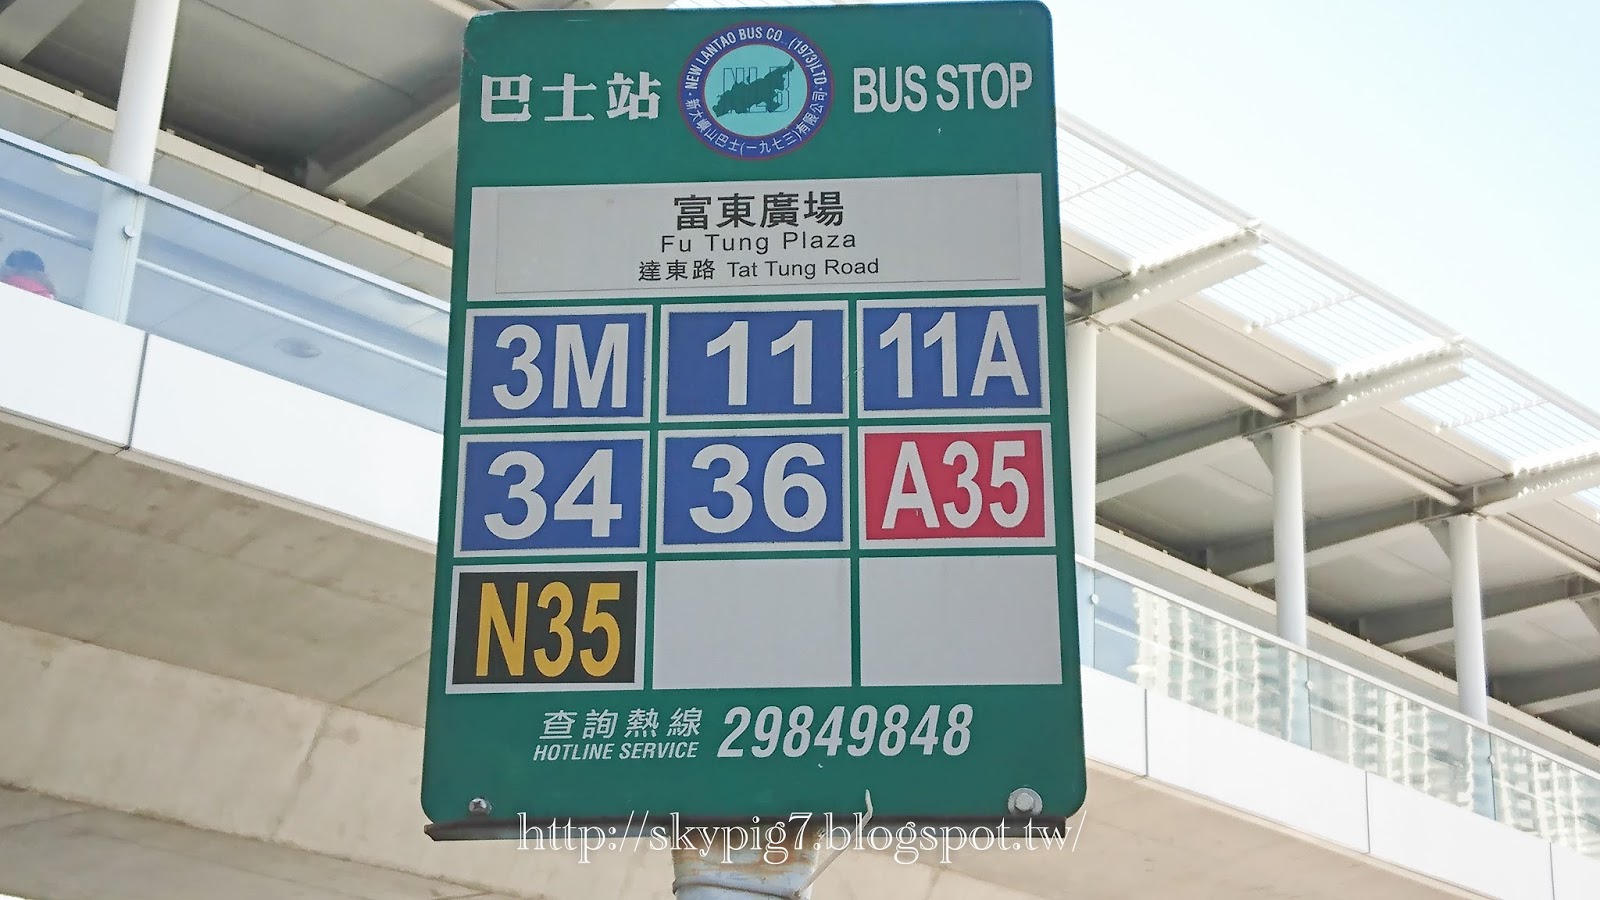 巴士站
NEW LANTAO BUS CO., (1973) LTD.
新大嶼山巴士(一九七三)有限公司
BUS STOP
富東廣場
Fu Tung Plaza
達東路 Tat Tung Road
3M 11 11A
34 36 A35
N35
查詢熱線
HOTLINE SERVICE
29849848
http://skypig7.blogspot.tw/